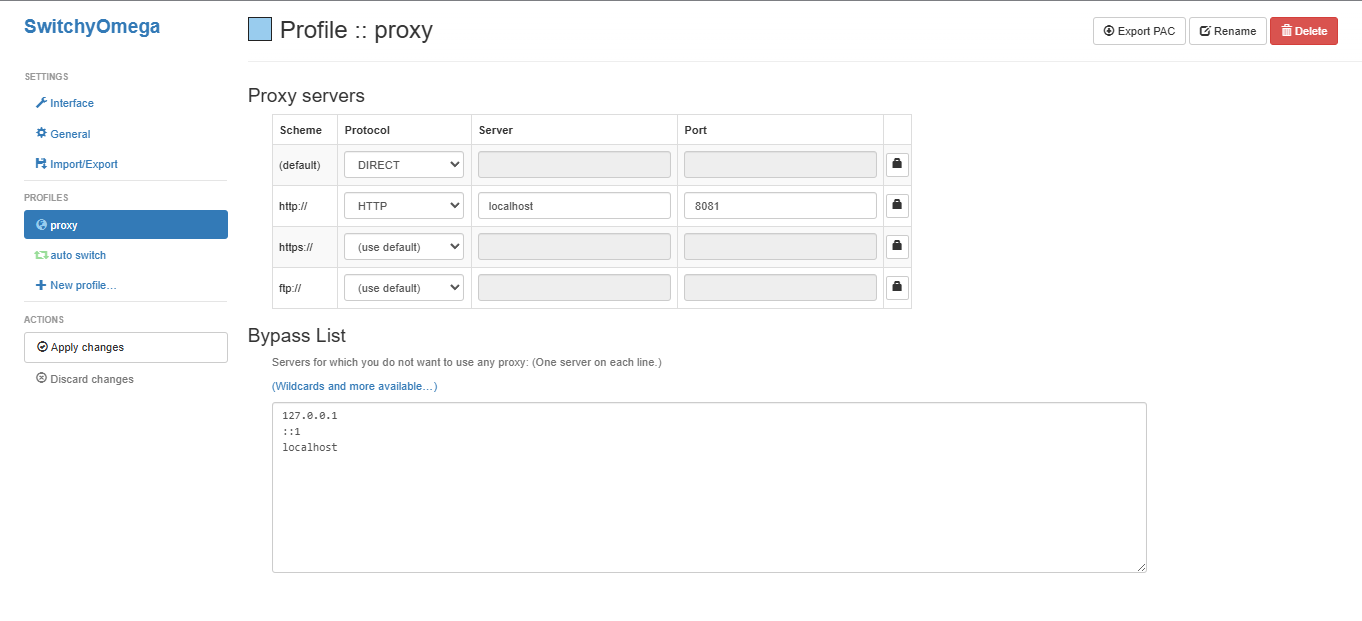 SwitchyOmega
SETTINGS
Interface
General
Import/Export
PROFILES
proxy
auto switch
New profile…
ACTIONS
Apply changes
Discard changes
Profile :: proxy
Export PAC
Rename
Delete
Proxy servers
Scheme Protocol Server Port
(default) DIRECT
http:// HTTP localhost 8081
https:// (use default)
ftp:// (use default)
Bypass List
Servers for which you do not want to use any proxy: (One server on each line.)
(Wildcards and more available…)
127.0.0.1
::1
localhost